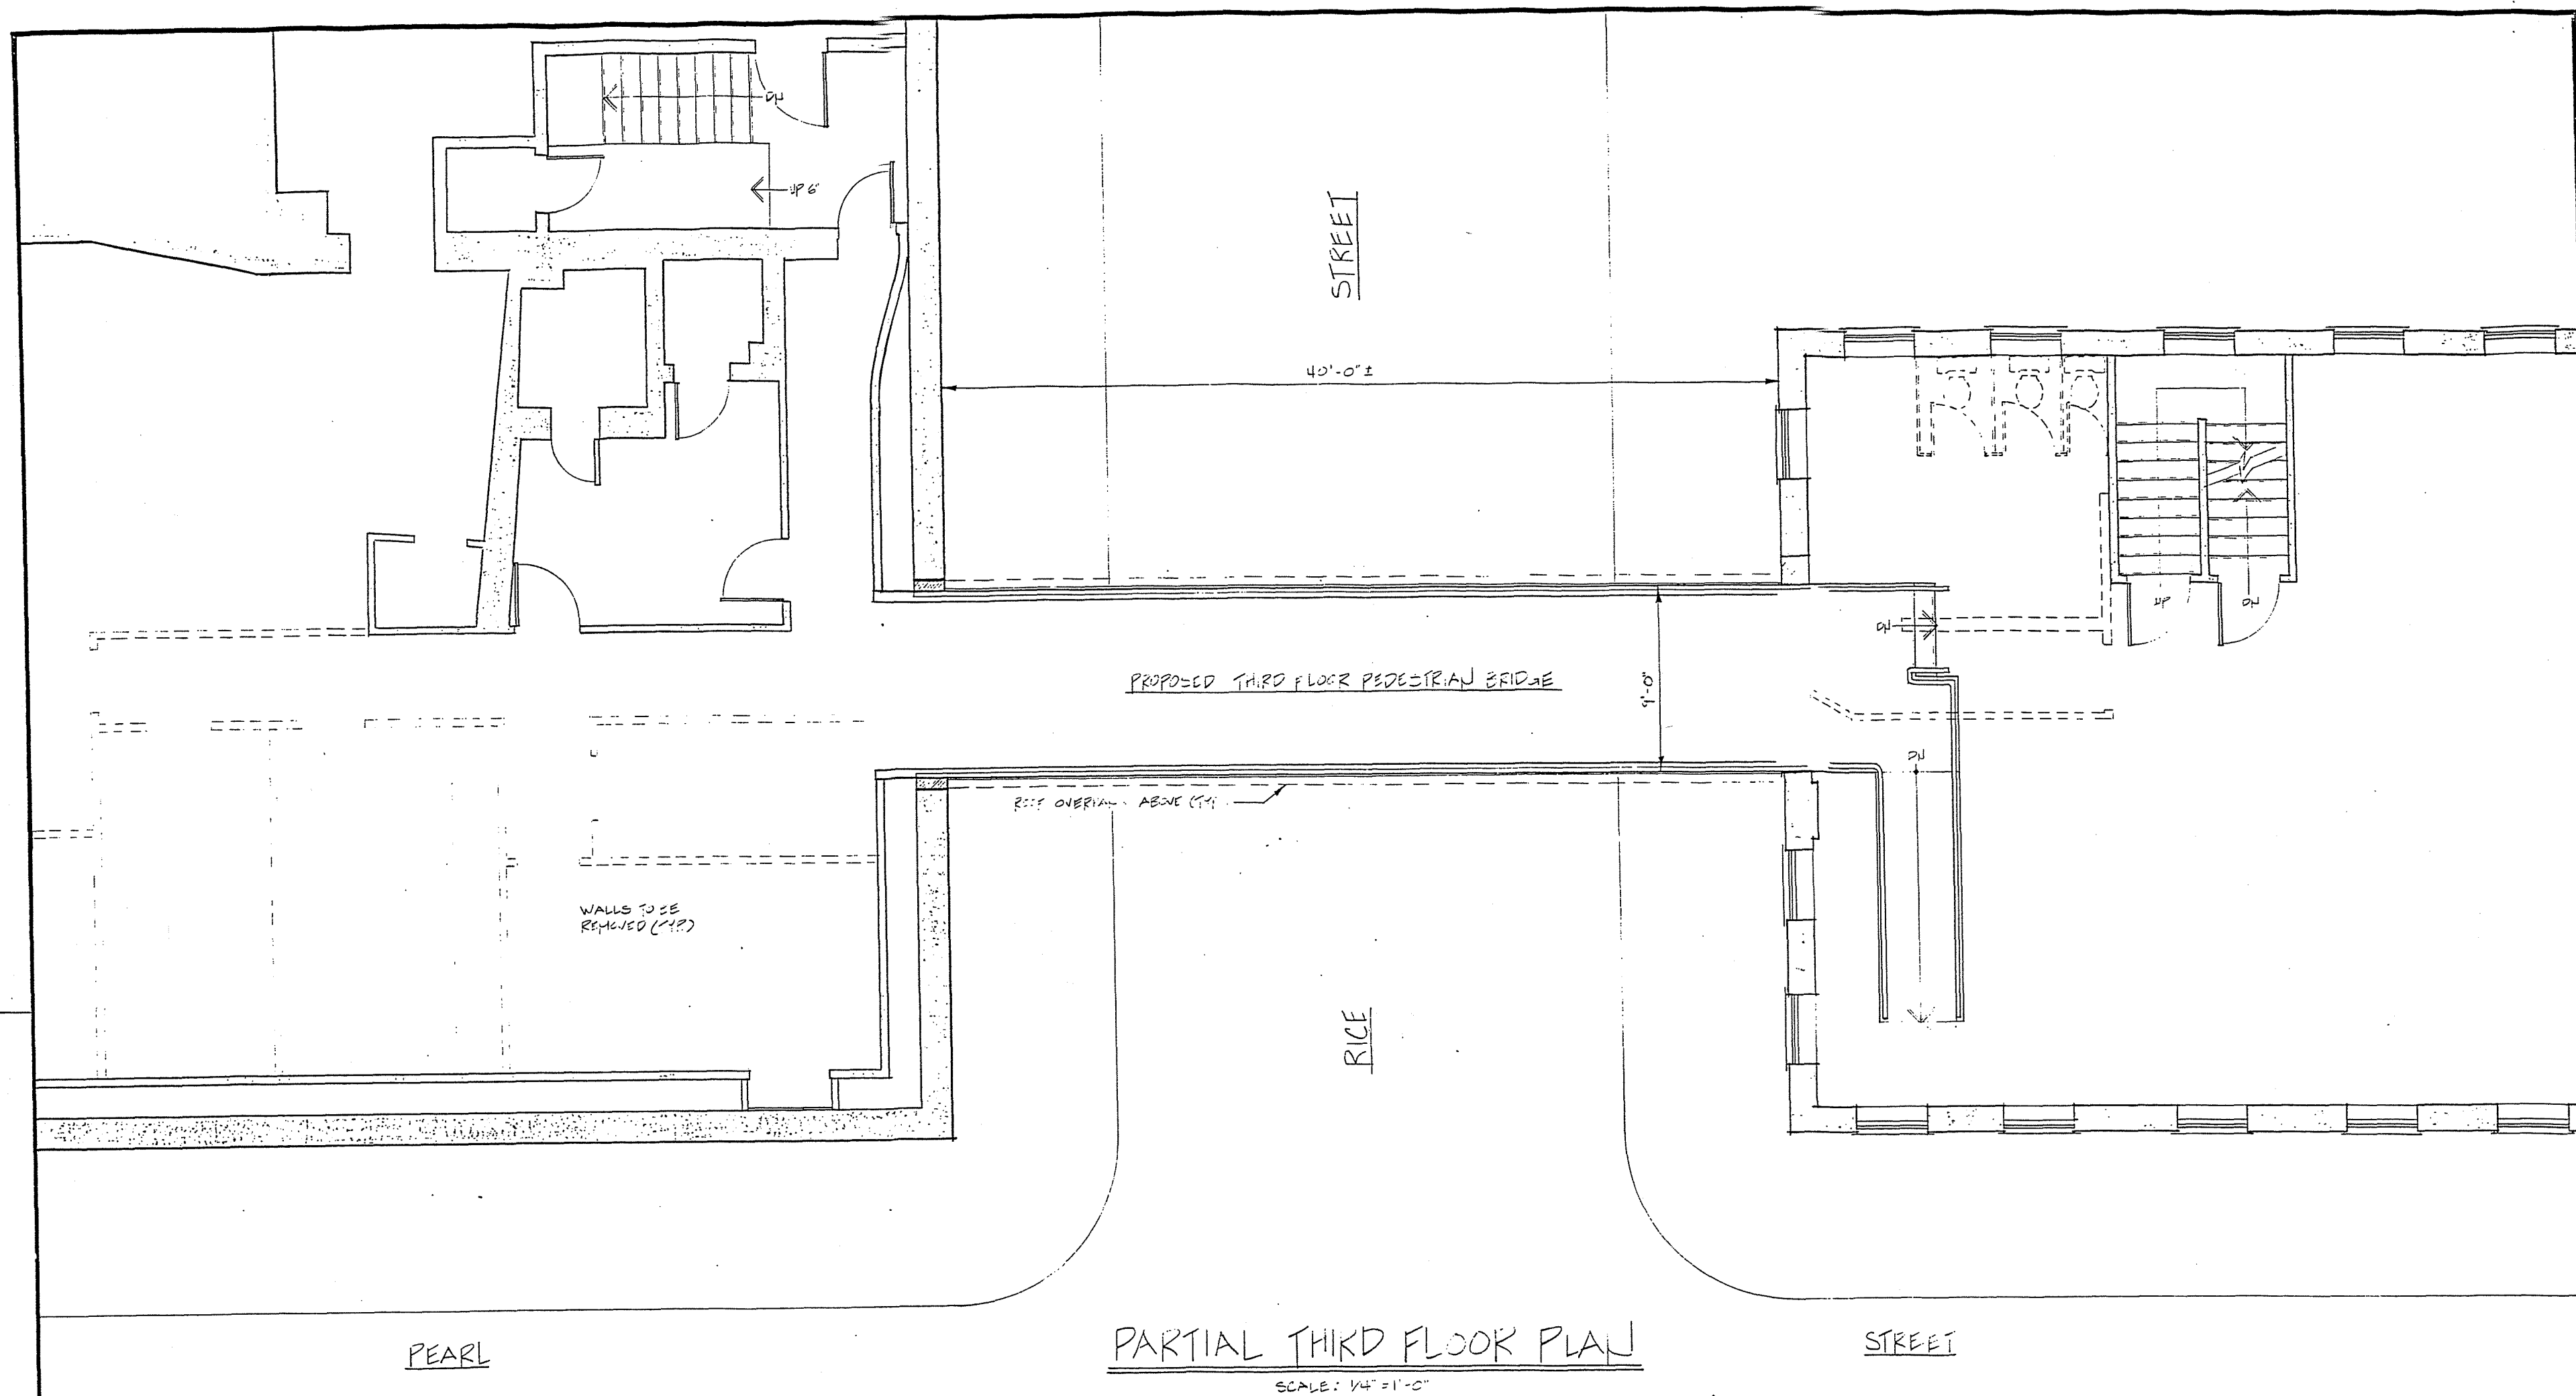 DN
UP 6"
STREET
40'-0" ±
UP
DN
DN
PROPOSED THIRD FLOOR PEDESTRIAN BRIDGE
9'-0"
DN
ROOF OVERHANG ABOVE (TYP)
WALLS TO BE
REMOVED (TYP)
RICE
PEARL
PARTIAL THIRD FLOOR PLAN
STREET
SCALE: 1/4" = 1'-0"